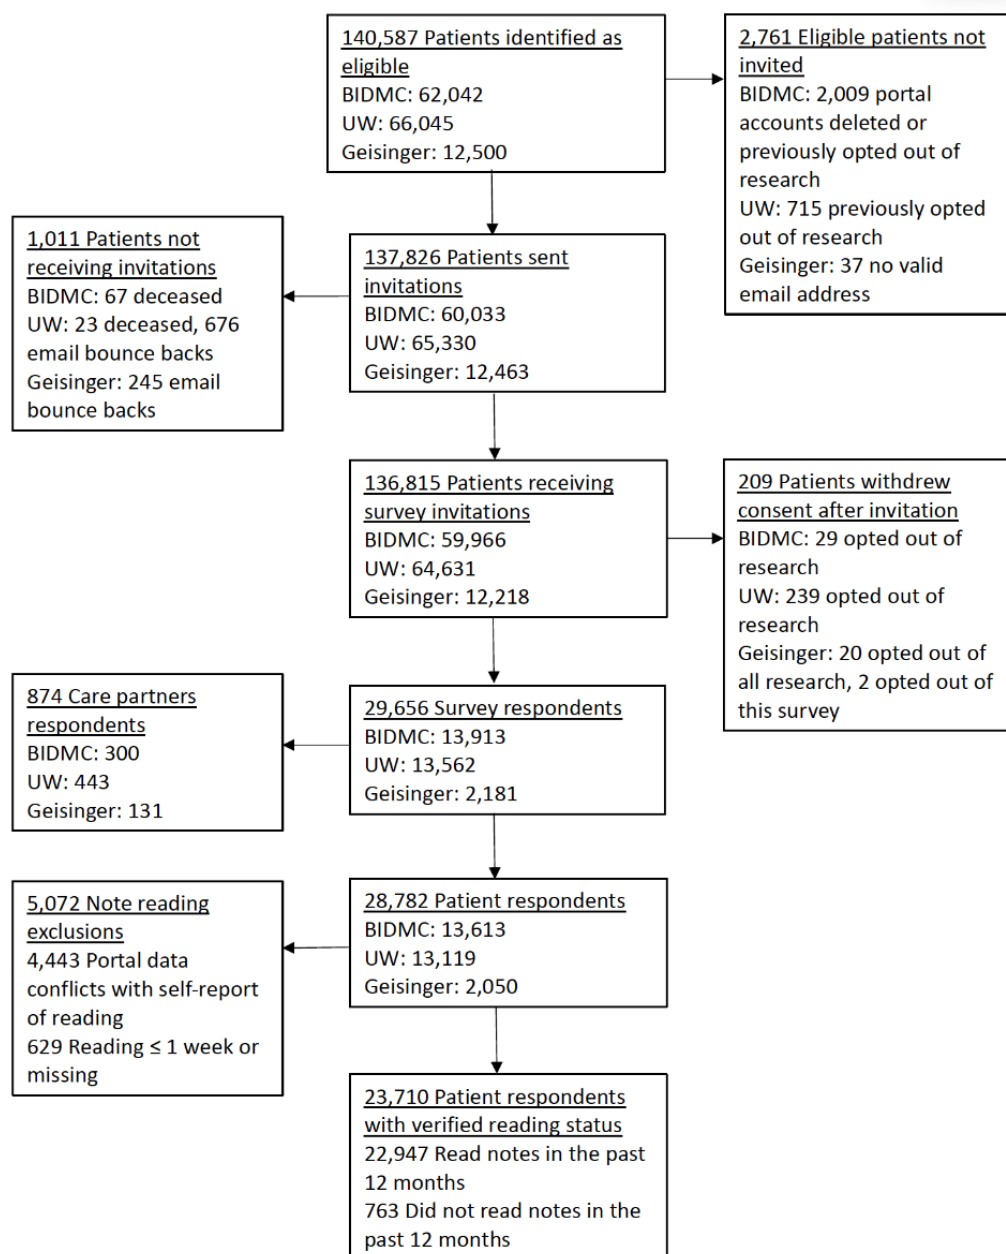 140,587 Patients identified as
eligible
BIDMC: 62,042
UW: 66,045
Geisinger: 12,500
2,761 Eligible patients not
invited
BIDMC: 2,009 portal
accounts deleted or
previously opted out of
research
UW: 715 previously opted
out of research
Geisinger: 37 no valid
email address
1,011 Patients not
receiving invitations
BIDMC: 67 deceased
UW: 23 deceased, 676
email bounce backs
Geisinger: 245 email
bounce backs
137,826 Patients sent
invitations
BIDMC: 60,033
UW: 65,330
Geisinger: 12,463
136,815 Patients receiving
survey invitations
BIDMC: 59,966
UW: 64,631
Geisinger: 12,218
209 Patients withdrew
consent after invitation
BIDMC: 29 opted out of
research
UW: 239 opted out of
research
Geisinger: 20 opted out of
all research, 2 opted out of
this survey
874 Care partners
respondents
BIDMC: 300
UW: 443
Geisinger: 131
29,656 Survey respondents
BIDMC: 13,913
UW: 13,562
Geisinger: 2,181
5,072 Note reading
exclusions
4,443 Portal data
conflicts with self-report
of reading
629 Reading ≤ 1 week or
missing
28,782 Patient respondents
BIDMC: 13,613
UW: 13,119
Geisinger: 2,050
23,710 Patient respondents
with verified reading status
22,947 Read notes in the past
12 months
763 Did not read notes in the
past 12 months